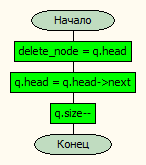 Начало
delete_node = q.head
q.head = q.head->next
q.size--
Конец